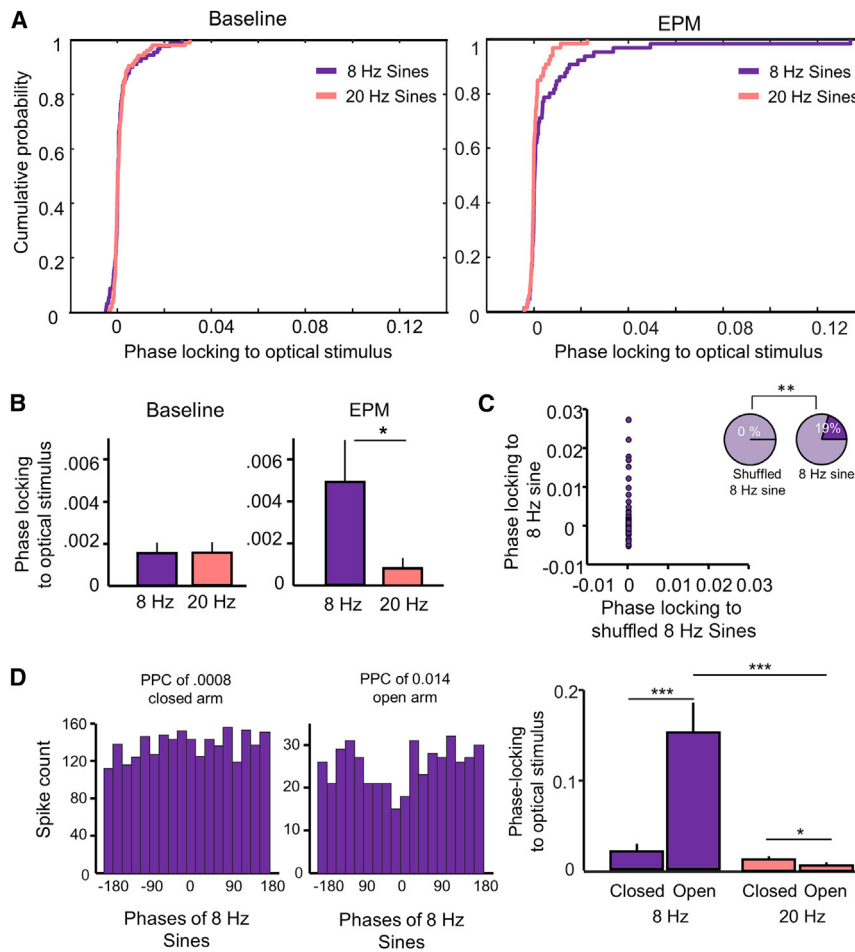 A
Baseline
EPM
Cumulative probability
1
0.8
0.6
0.4
0.2
0
8 Hz Sines
20 Hz Sines
0
0.04
0.08
0.12
Phase locking to optical stimulus
1
0.8
0.6
0.4
0.2
0
8 Hz Sines
20 Hz Sines
0
0.04
0.08
0.12
Phase locking to optical stimulus
B
Baseline
EPM
Phase locking
to optical stimulus
.006
.004
.002
0
8 Hz
20 Hz
.006
.004
.002
0
*
8 Hz
20 Hz
C
Phase locking to
8 Hz sine
0.03
0.02
0.01
0
-0.01
-0.01
0
0.01
0.02
0.03
Phase locking to
shuffled 8 Hz Sines
**
0 %
19%
Shuffled
8 Hz sine
8 Hz sine
D
PPC of .0008
closed arm
Spike count
160
120
80
40
0
-180
-90
0
90
180
Phases of 8 Hz
Sines
PPC of 0.014
open arm
30
20
10
0
-180
-90
0
90
180
Phases of 8 Hz
Sines
Phase-locking
to optical stimulus
0.2
0.1
0
***
***
*
Closed
Open
Closed
Open
8 Hz
20 Hz